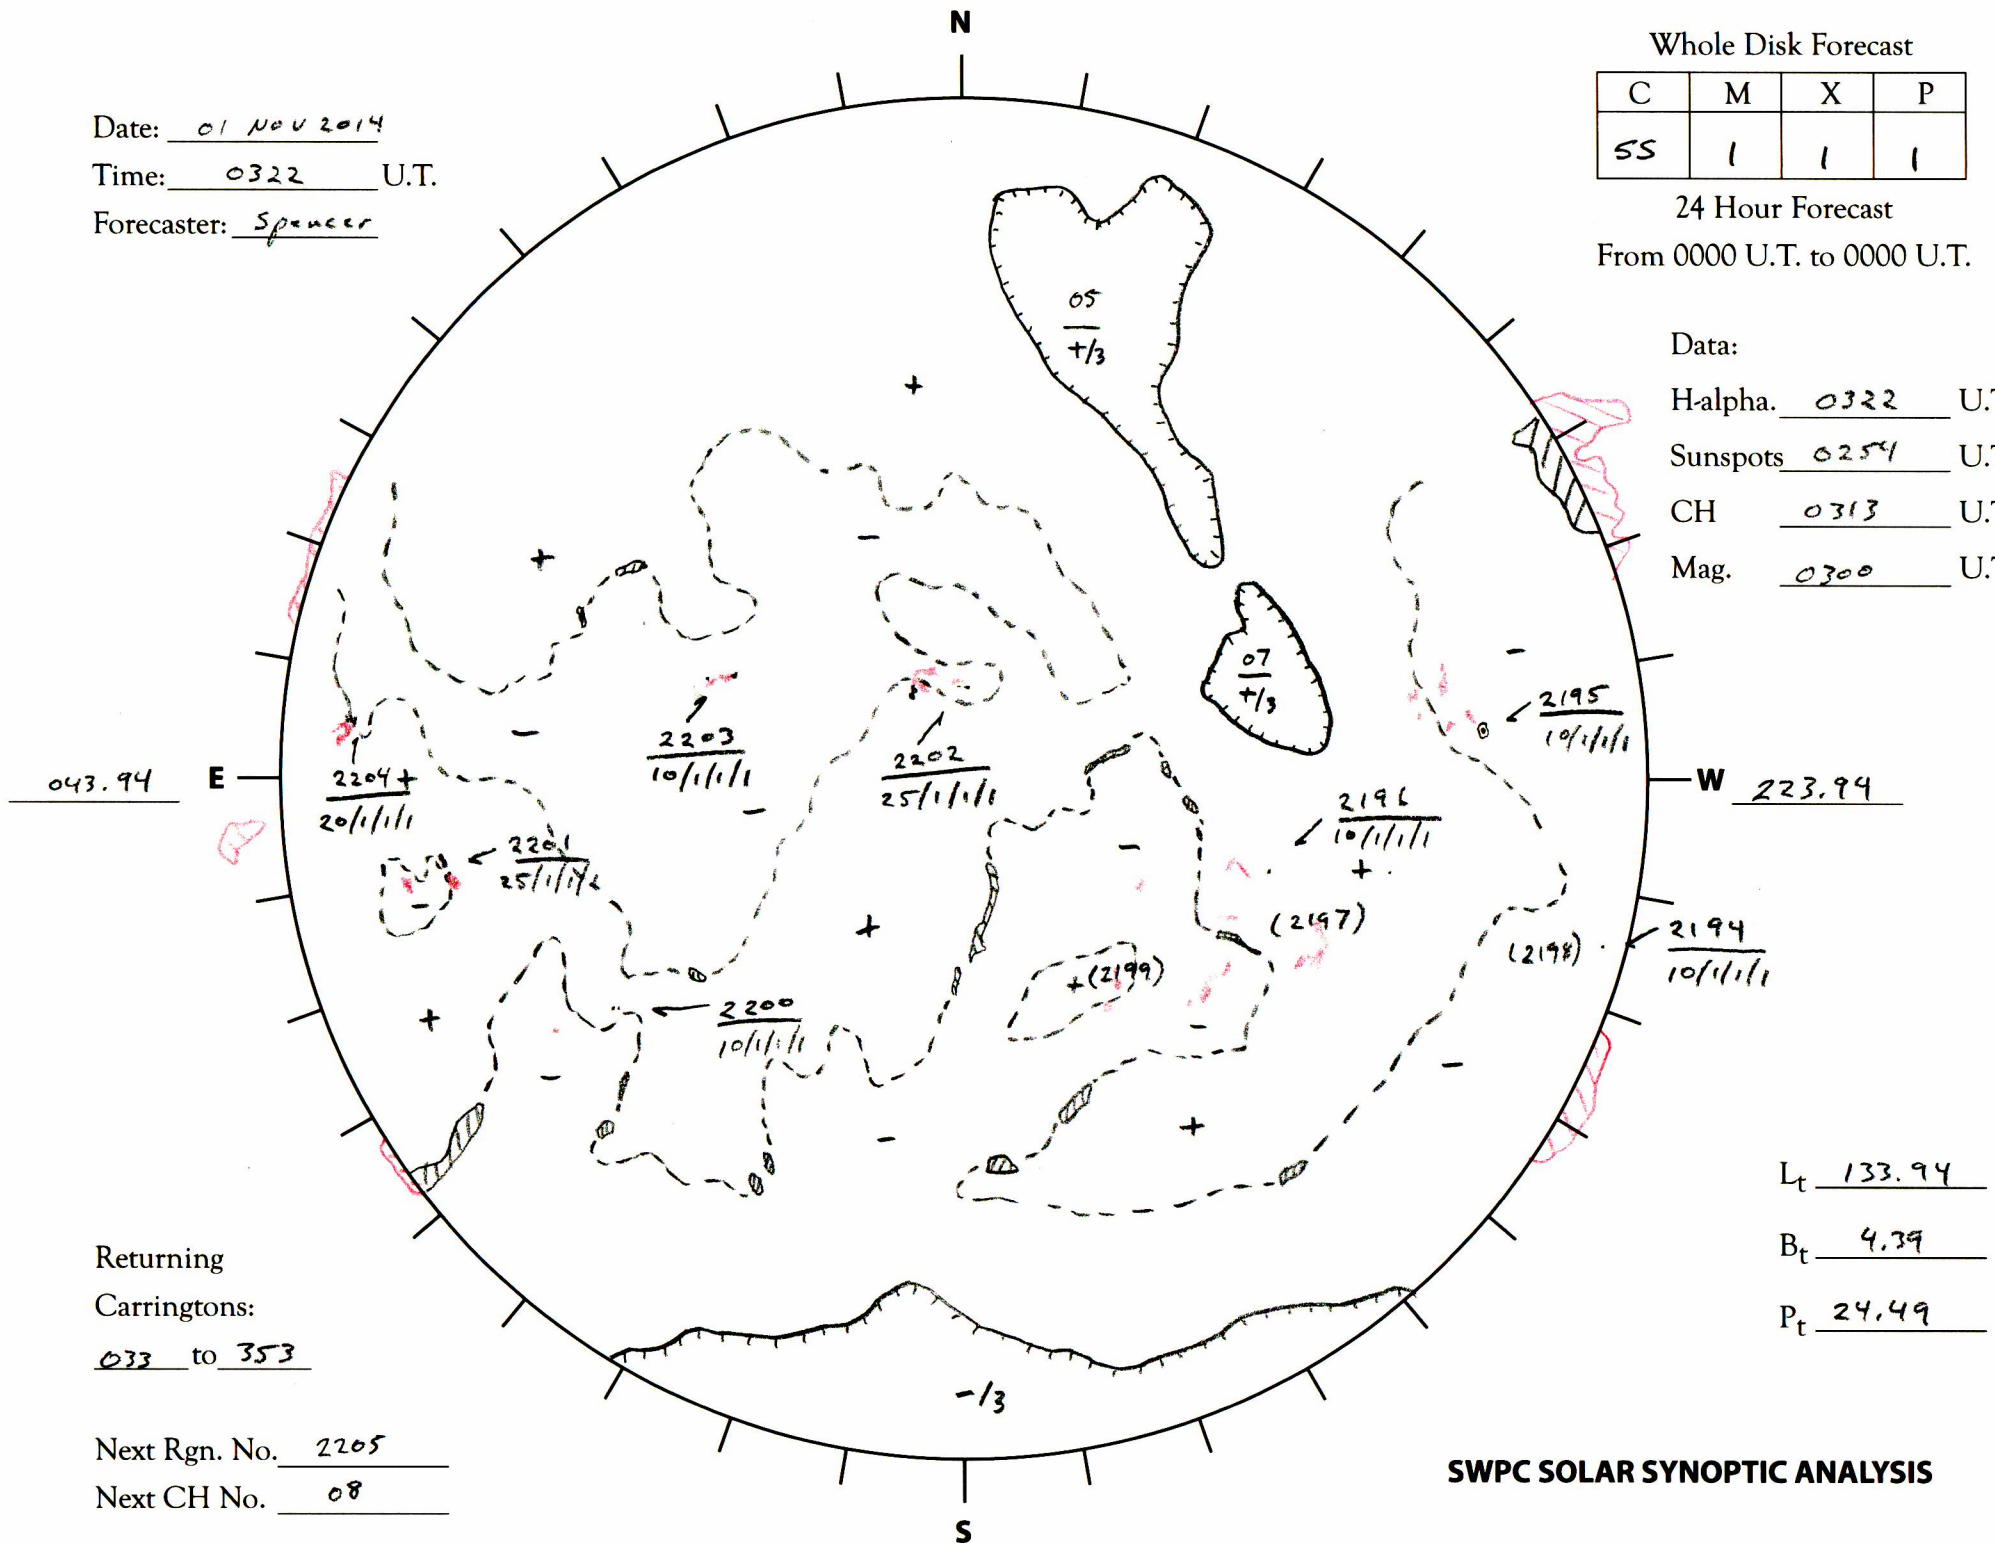 N
Date: 01 Nov 2014
Time: 0322 U.T.
Forecaster: Spencer
Whole Disk Forecast
C M X P
55 1 1 1
24 Hour Forecast
From 0000 U.T. to 0000 U.T.
Data:
H-alpha. 0322 U.T
Sunspots 0254 U.T
CH 0313 U.T
Mag. 0300 U.T
05
+/3
+
-
+
-
07
+/3
2195
10/1/1/1
2203
10/1/1/1
2202
25/1/1/1
-
043.94 E
2204+
20/1/1/1
W 223.94
-
2196
10/1/1/1
-
+
2201
-
+
(2197)
2194
10/1/1/1
(2198)
+(2199)
+
2200
10/1/1/1
-
-
-
-
+
Lt 133.94
Bt 4.39
Pt 24.49
Returning
Carringtons:
033 to 353
-/3
Next Rgn. No. 2205
Next CH No. 08
SWPC SOLAR SYNOPTIC ANALYSIS
S